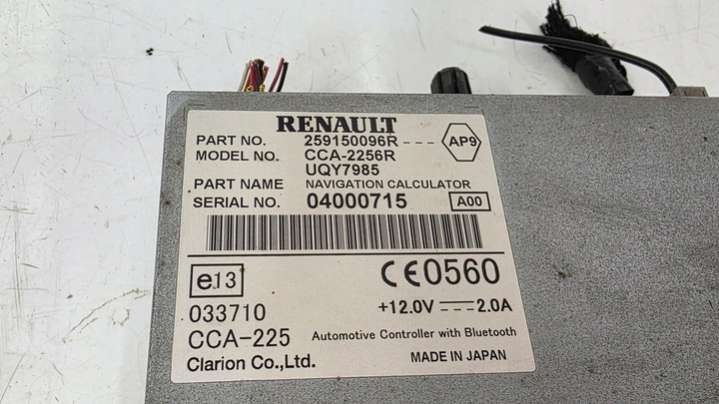 RENAULT
PART NO. 259150096R---
AP9
MODEL NO. CCA-2256R
UQY7985
PART NAME NAVIGATION CALCULATOR
SERIAL NO. 04000715 A00
e13
CE0560
033710
+12.0V 2.0A
CCA-225 Automotive Controller with Bluetooth
Clarion Co.,Ltd. MADE IN JAPAN